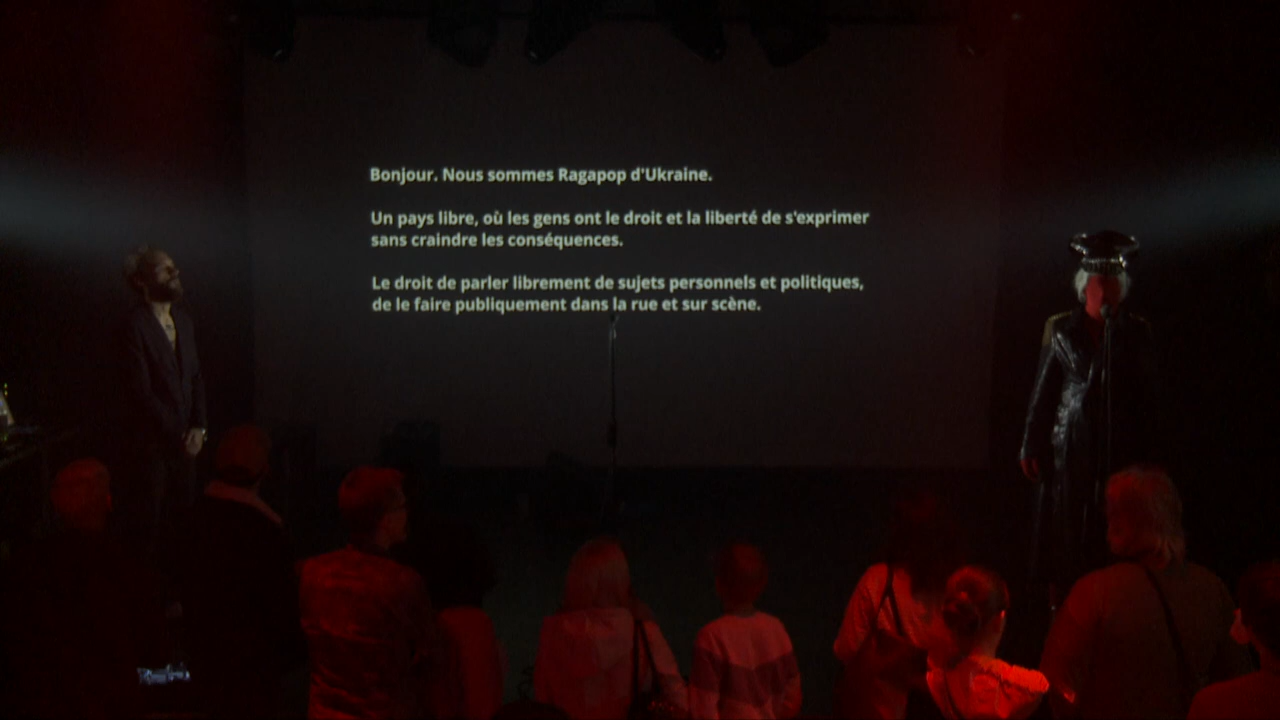 Bonjour. Nous sommes Ragapop d'Ukraine.
Un pays libre, où les gens ont le droit et la liberté de s'exprimer
sans craindre les conséquences.
Le droit de parler librement de sujets personnels et politiques,
de le faire publiquement dans la rue et sur scène.